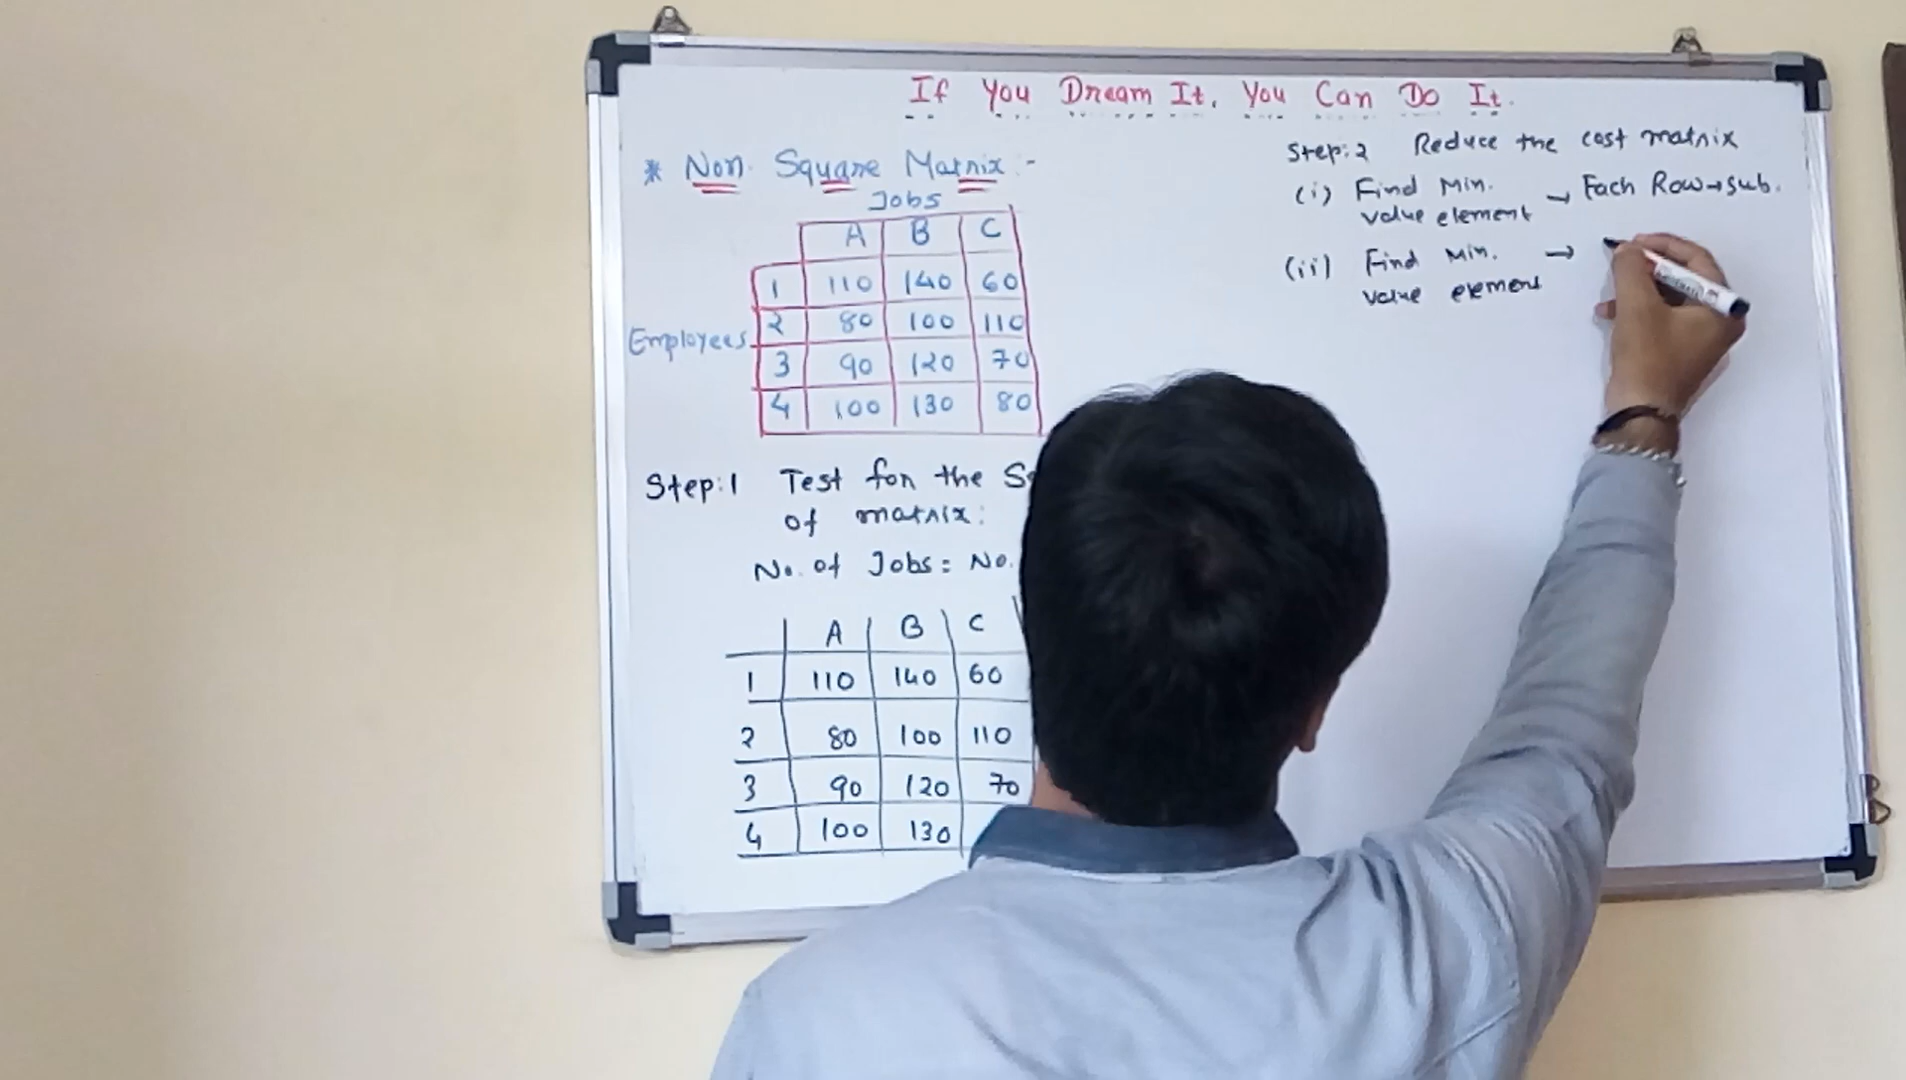 If You Dream It, You Can Do It.
* Non Square Matrix :-
Jobs
A B C
1 110 140 60
2 80 100 110
Employees
3 90 120 70
4 100 130 80
Step:1 Test for the
of matrix:
No. of Jobs = No.
A B C
1 110 140 60
2 80 100 110
3 90 120 70
4 100 130
Step:2 Reduce the cost matrix
(i) Find Min. → Each Row → sub.
value element
(ii) Find Min. →
value element